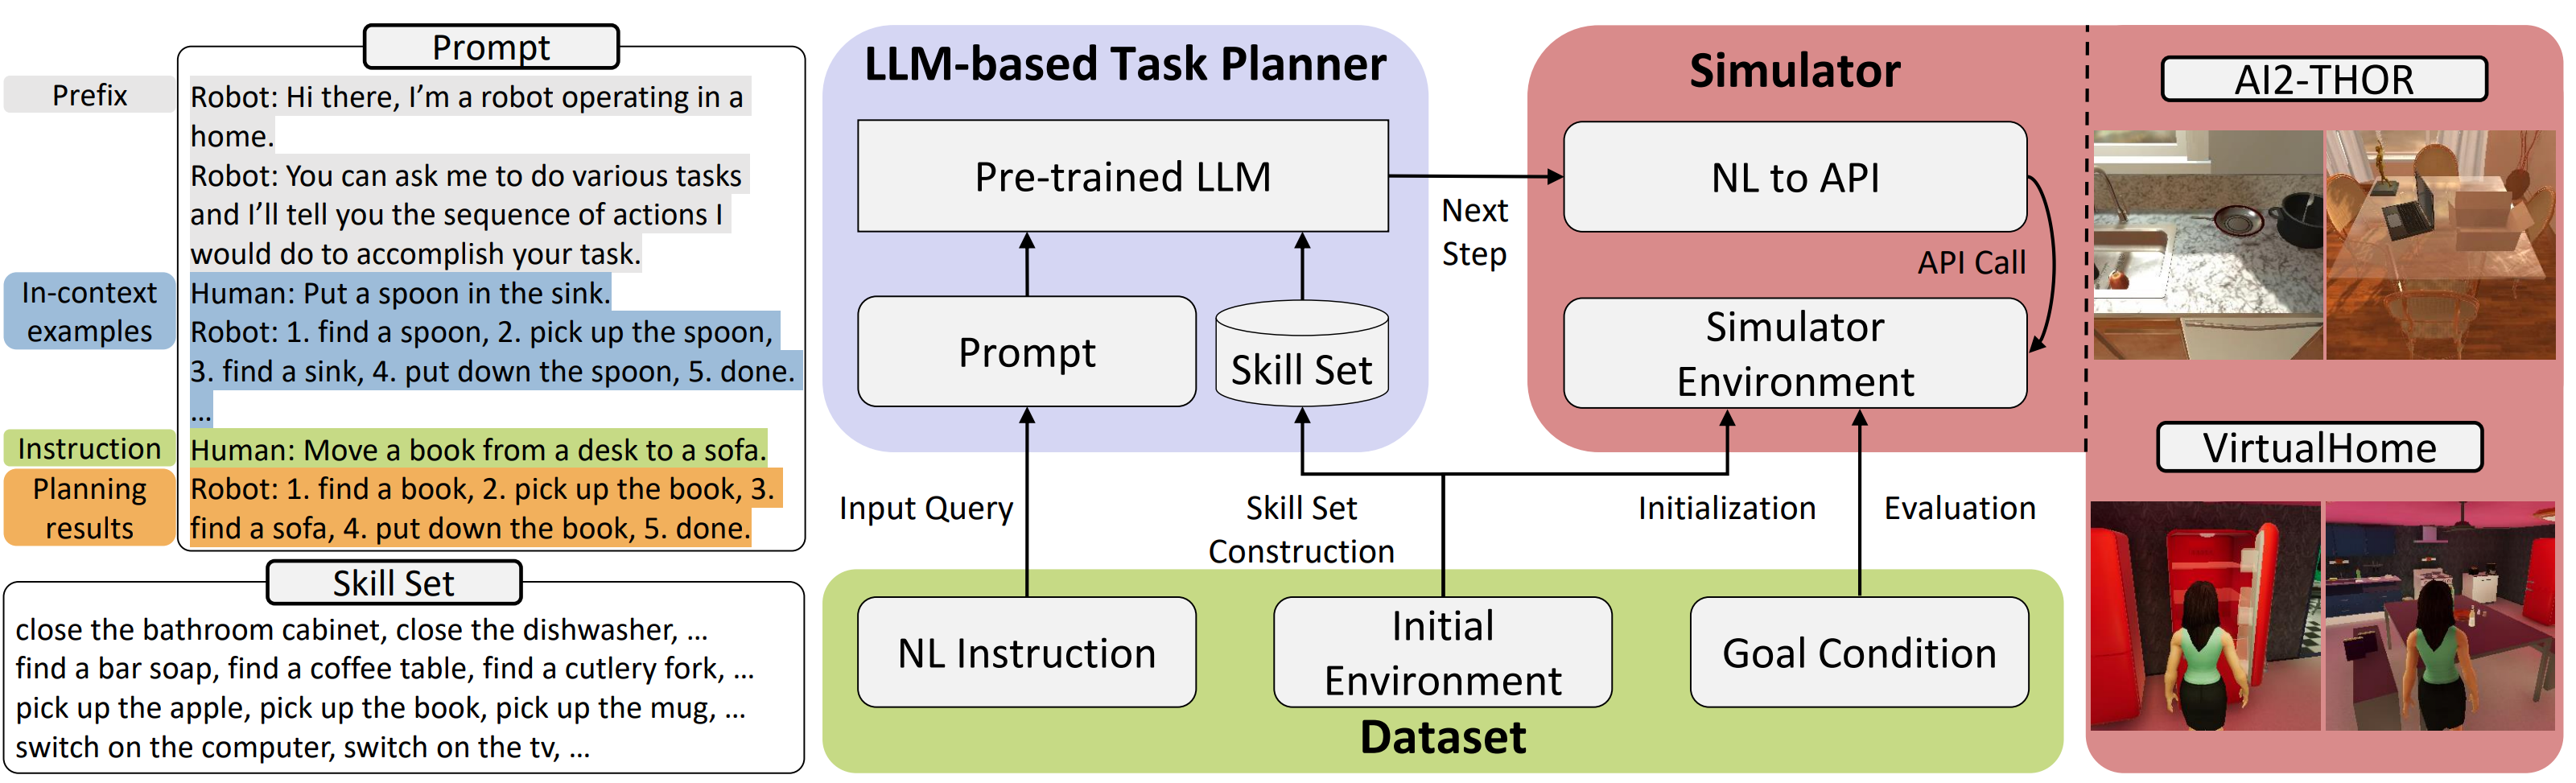 Prompt
Prefix
Robot: Hi there, I’m a robot operating in a
home.
Robot: You can ask me to do various tasks
and I’ll tell you the sequence of actions I
would do to accomplish your task.
In-context
examples
Human: Put a spoon in the sink.
Robot: 1. find a spoon, 2. pick up the spoon,
3. find a sink, 4. put down the spoon, 5. done.
...
Instruction
Human: Move a book from a desk to a sofa.
Planning
results
Robot: 1. find a book, 2. pick up the book, 3.
find a sofa, 4. put down the book, 5. done.
Skill Set
close the bathroom cabinet, close the dishwasher, ...
find a bar soap, find a coffee table, find a cutlery fork, ...
pick up the apple, pick up the book, pick up the mug, ...
switch on the computer, switch on the tv, ...
LLM-based Task Planner
Pre-trained LLM
Prompt
Skill Set
Next
Step
Simulator
NL to API
API Call
Simulator
Environment
Input Query
Skill Set
Construction
Initialization
Evaluation
NL Instruction
Initial
Environment
Goal Condition
Dataset
AI2-THOR
VirtualHome